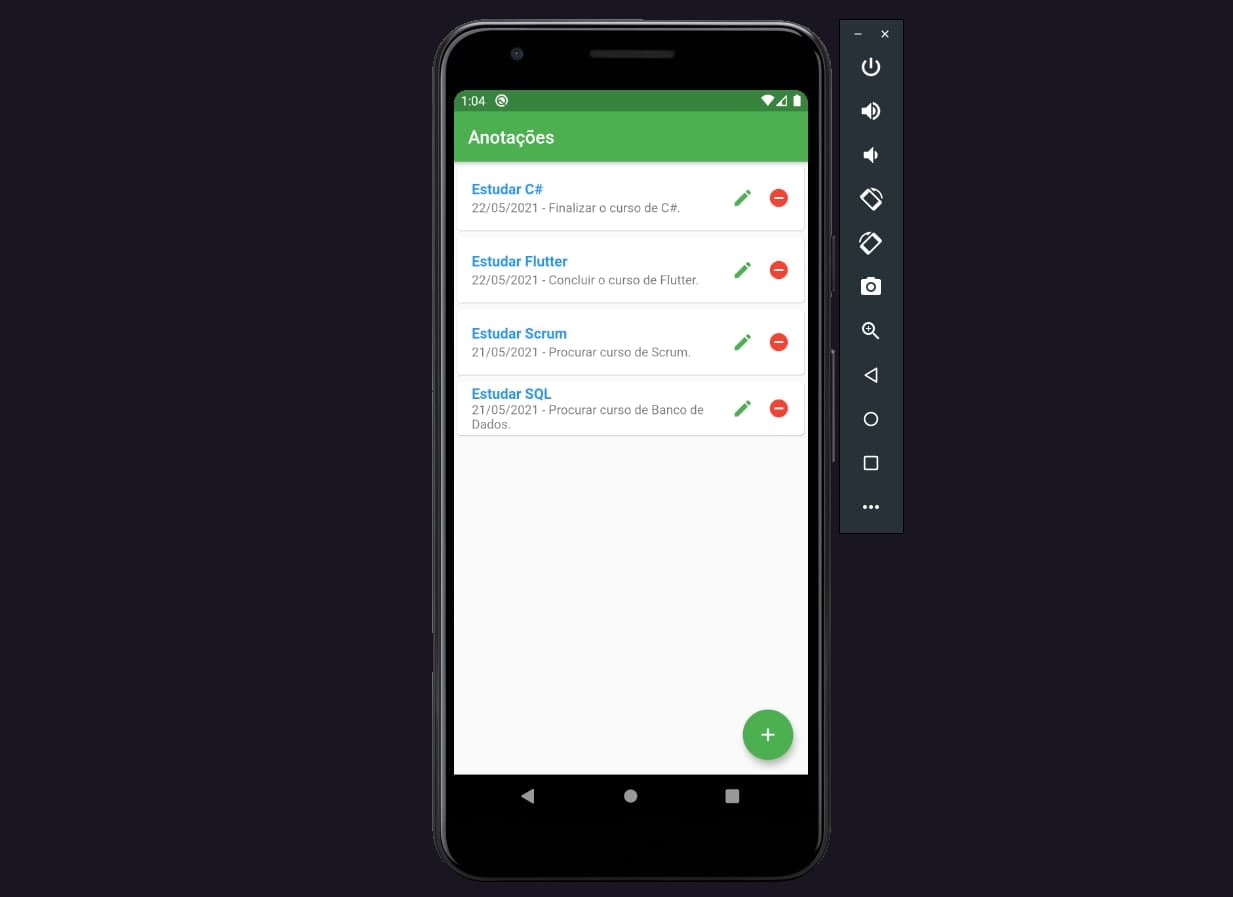 1:04
Anotações
Estudar C#
22/05/2021 - Finalizar o curso de C#.
Estudar Flutter
22/05/2021 - Concluir o curso de Flutter.
Estudar Scrum
21/05/2021 - Procurar curso de Scrum.
Estudar SQL
21/05/2021 - Procurar curso de Banco de
Dados.